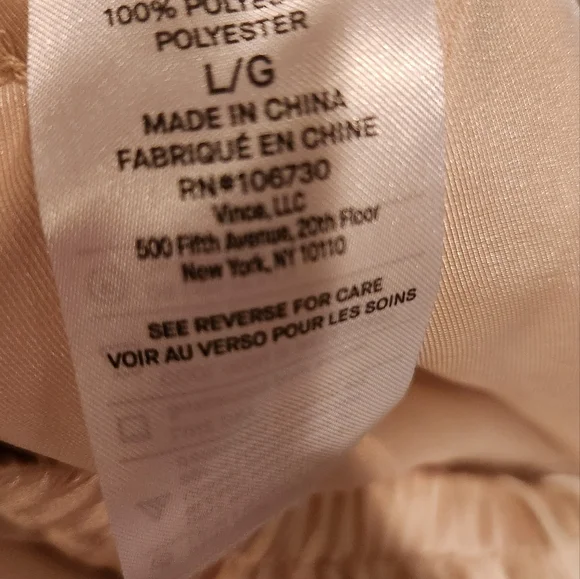 100%
POLYESTER
L/G
MADE IN CHINA
FABRIQUÉ EN CHINE
RN#106730
Vince, LLC
500 Fifth Avenue, 20th Floor
New York, NY 10110
SEE REVERSE FOR CARE
VOIR AU VERSO POUR LES SOINS